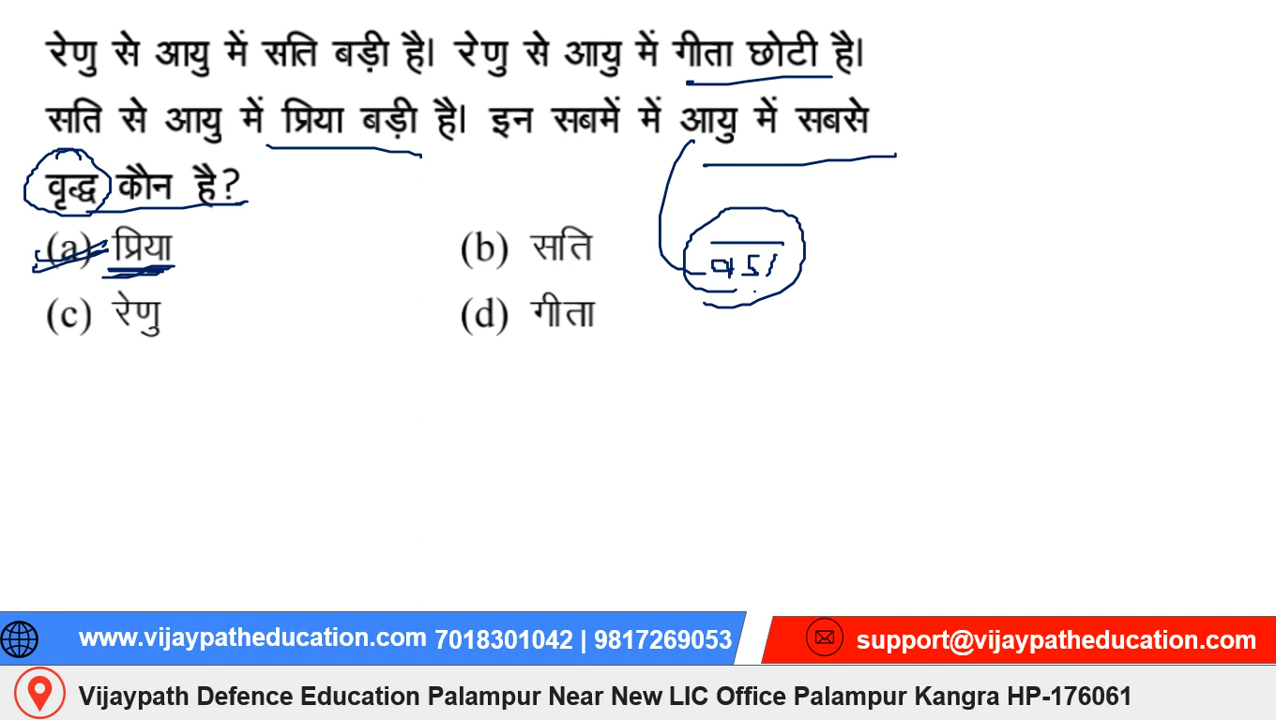 रेणु से आयु में सति बड़ी है। रेणु से आयु में गीता छोटी है।
सति से आयु में प्रिया बड़ी है। इन सबमें में आयु में सबसे
वृद्ध कौन है?
(a) प्रिया (b) सति
(c) रेणु (d) गीता
www.vijaypatheducation.com 7018301042 | 9817269053 support@vijaypatheducation.com
Vijaypath Defence Education Palampur Near New LIC Office Palampur Kangra HP-176061